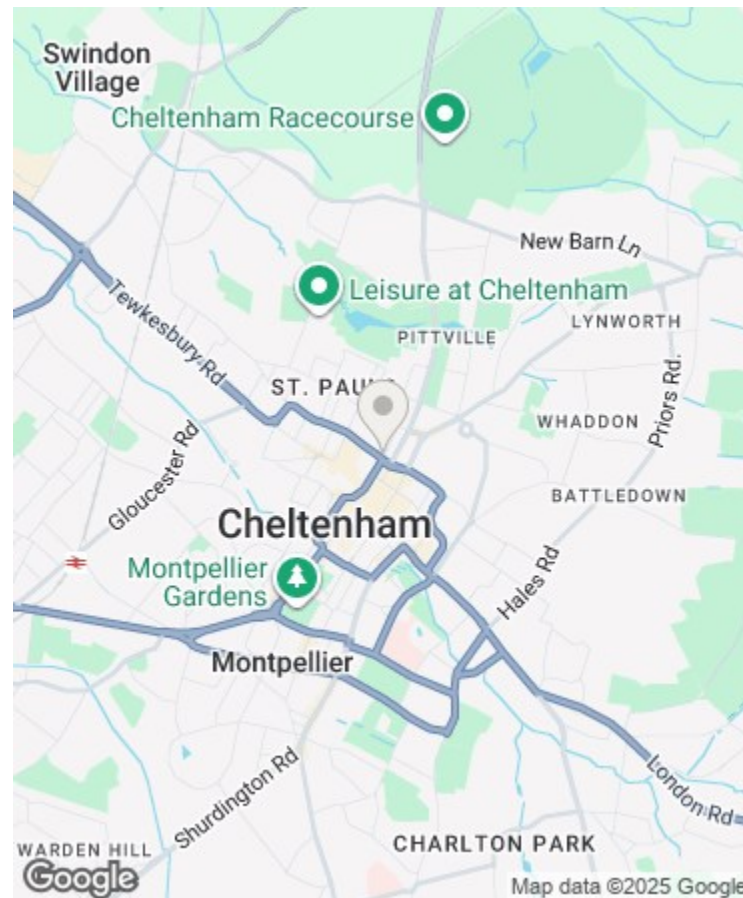 Swindon
Village
Cheltenham Racecourse
New Barn Ln
Leisure at Cheltenham
LYNWORTH
PITTVILLE
Tewkesbury Rd
ST. PAUL'S
Priors Rd.
WHADDON
Gloucester Rd
BATTLEDOWN
Cheltenham
Montpellier
Gardens
Hales Rd
Montpellier
Shurdington Rd
London Rd
CHARLTON PARK
WARDEN HILL
Google
Map data ©2025 Google